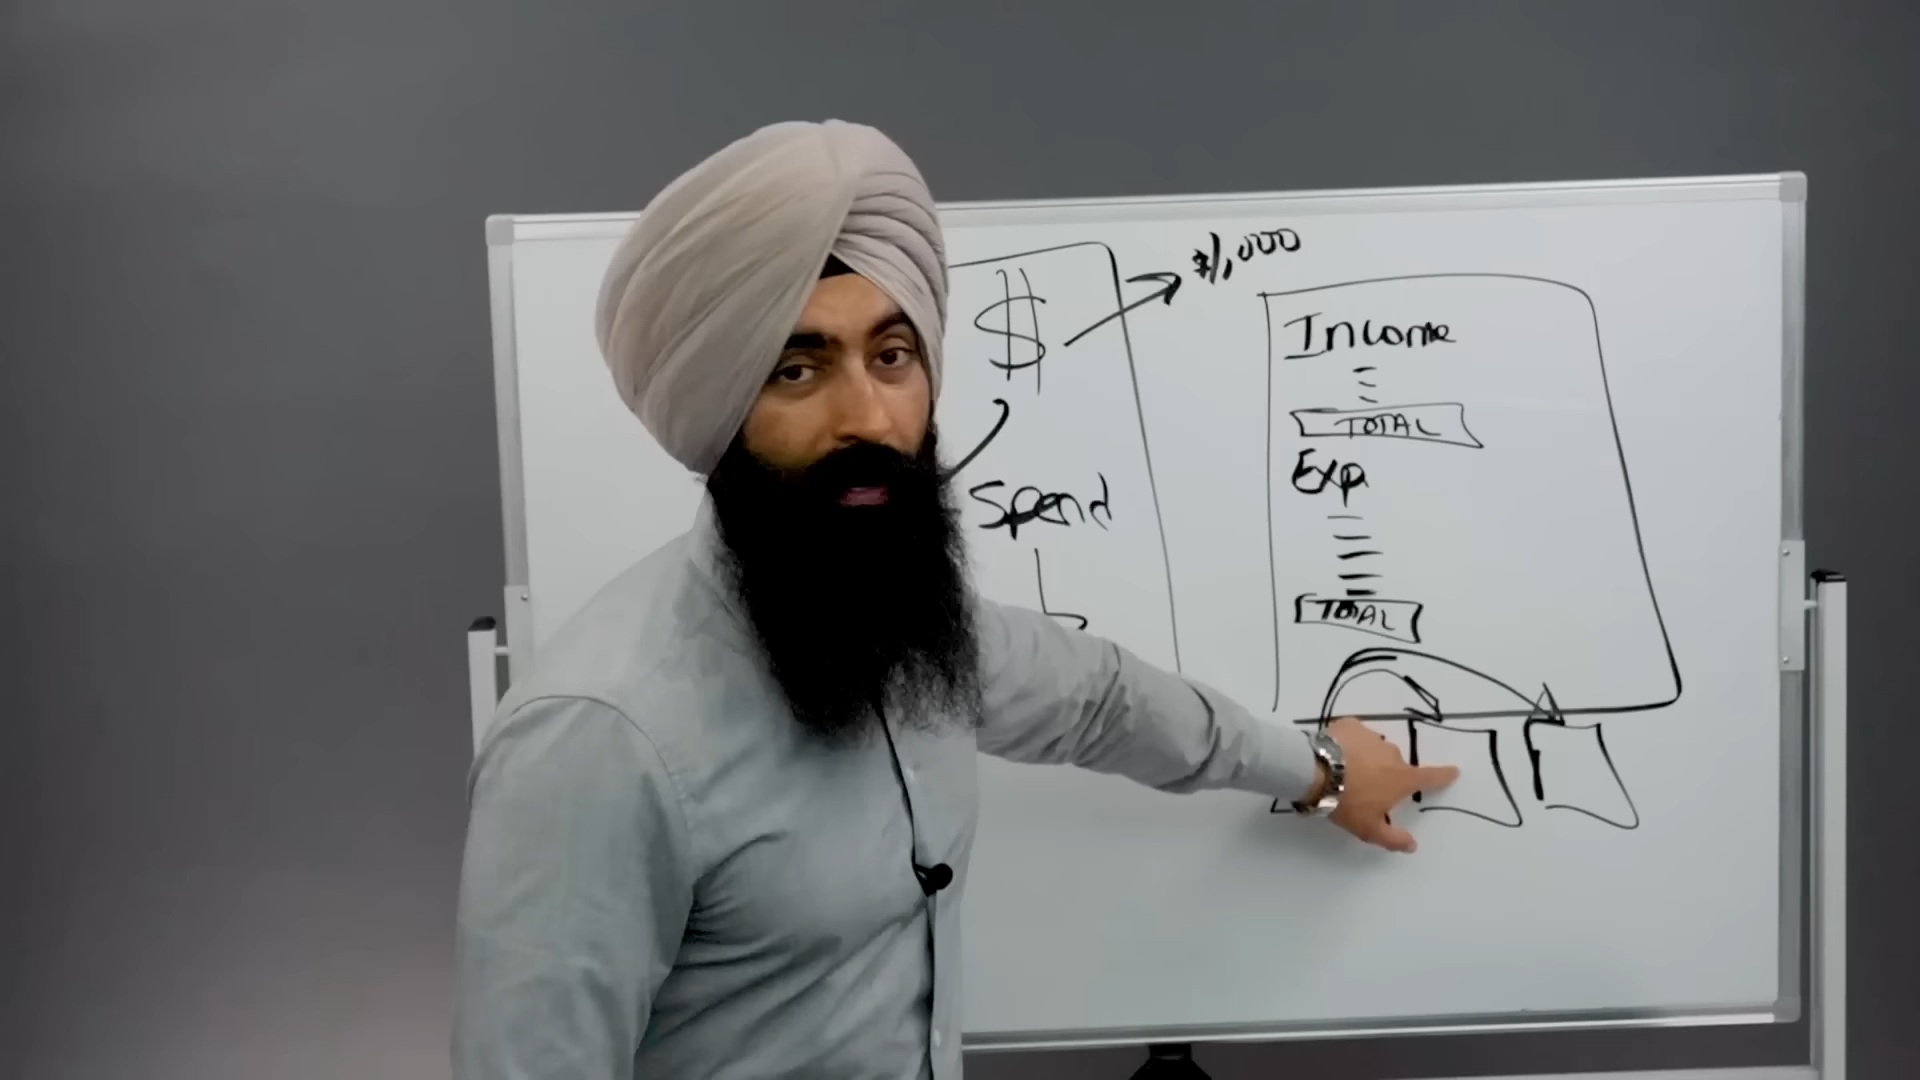 $
$1,000
Spend
Income
TOTAL
Exp
TOTAL